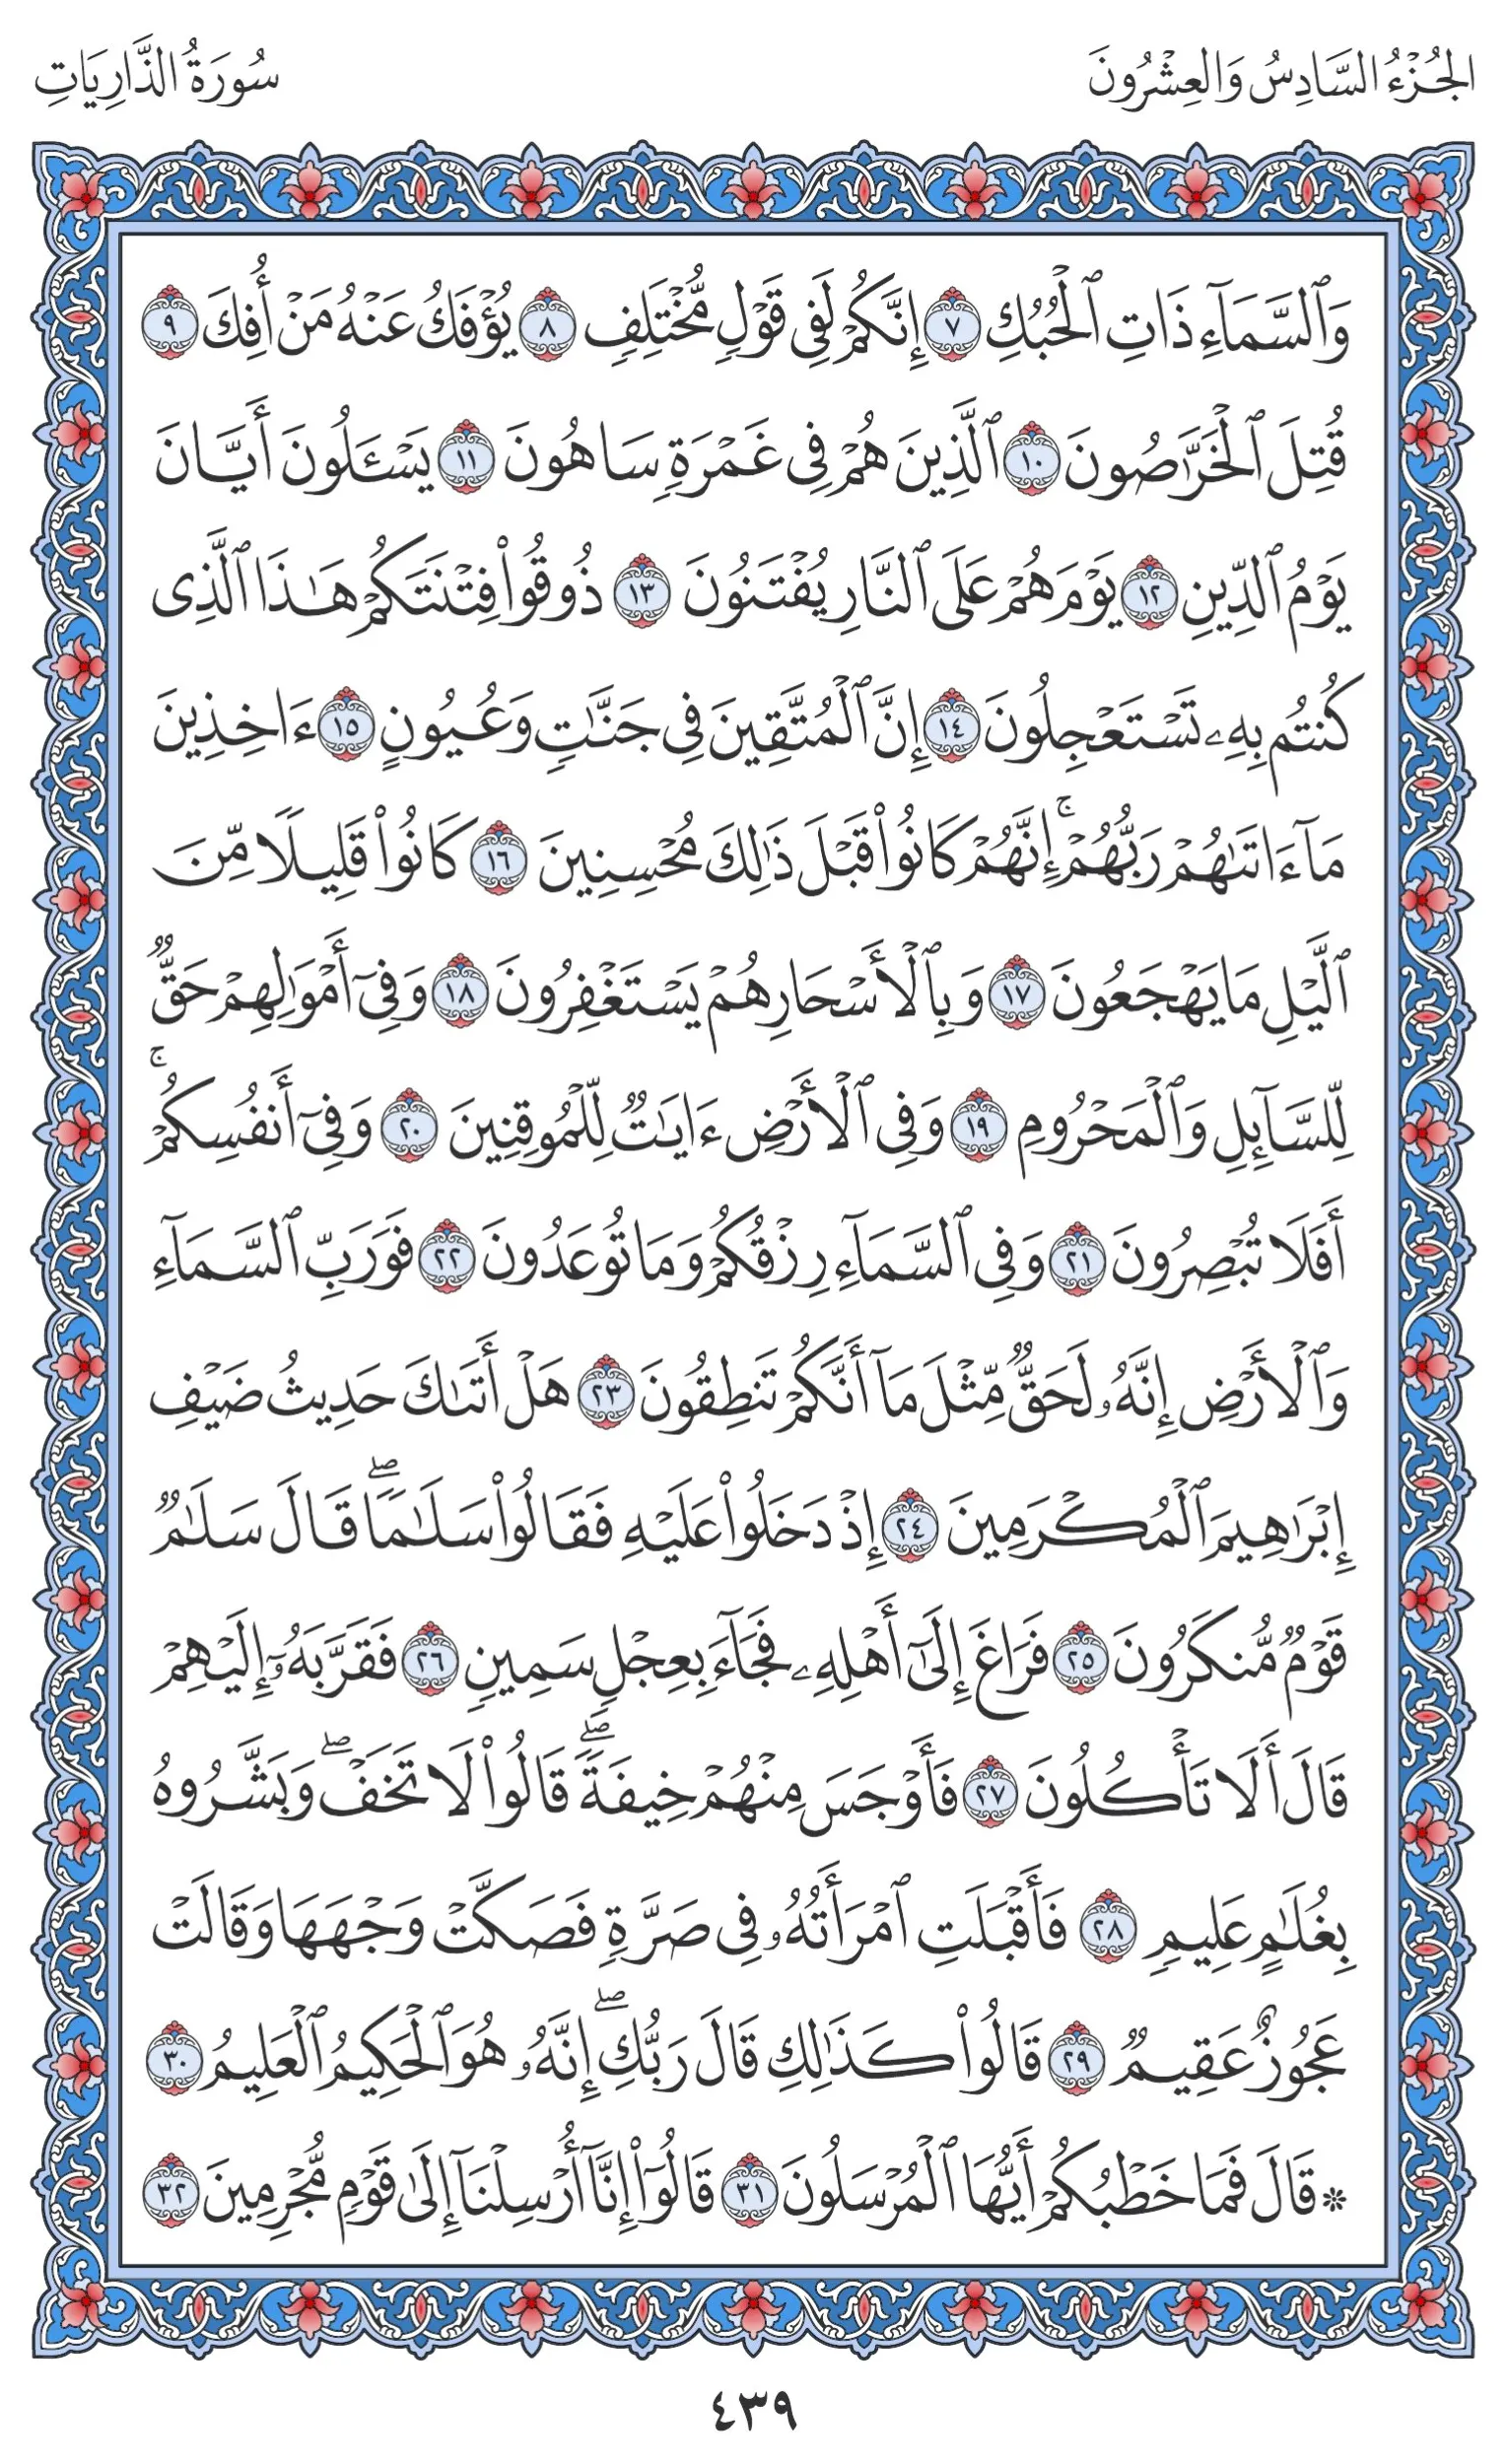 الجُزْءُ السَّادِسُ وَالعِشْرُونَ
سُورَةُ الذَّارِيَاتِ
وَٱلسَّمَآءِ ذَاتِ ٱلْحُبُكِ ٧ إِنَّكُمْ لَفِى قَوْلٍ مُّخْتَلِفٍ ٨ يُؤْفَكُ عَنْهُ مَنْ أُفِكَ ٩
قُتِلَ ٱلْخَرَّٰصُونَ ١٠ ٱلَّذِينَ هُمْ فِى غَمْرَةٍ سَاهُونَ ١١ يَسْـَٔلُونَ أَيَّانَ
يَوْمُ ٱلدِّينِ ١٢ يَوْمَ هُمْ عَلَى ٱلنَّارِ يُفْتَنُونَ ١٣ ذُوقُوا۟ فِتْنَتَكُمْ هَٰذَا ٱلَّذِى
كُنتُم بِهِۦ تَسْتَعْجِلُونَ ١٤ إِنَّ ٱلْمُتَّقِينَ فِى جَنَّٰتٍ وَعُيُونٍ ١٥ ءَاخِذِينَ
مَآ ءَاتَىٰهُمْ رَبُّهُمْ ۚ إِنَّهُمْ كَانُوا۟ قَبْلَ ذَٰلِكَ مُحْسِنِينَ ١٦ كَانُوا۟ قَلِيلًا مِّنَ
ٱلَّيْلِ مَا يَهْجَعُونَ ١٧ وَبِٱلْأَسْحَارِ هُمْ يَسْتَغْفِرُونَ ١٨ وَفِىٓ أَمْوَٰلِهِمْ حَقٌّ
لِّلسَّآئِلِ وَٱلْمَحْرُومِ ١٩ وَفِى ٱلْأَرْضِ ءَايَٰتٌ لِّلْمُوقِنِينَ ٢٠ وَفِىٓ أَنفُسِكُمْ ۚ
أَفَلَا تُبْصِرُونَ ٢١ وَفِى ٱلسَّمَآءِ رِزْقُكُمْ وَمَا تُوعَدُونَ ٢٢ فَوَرَبِّ ٱلسَّمَآءِ
وَٱلْأَرْضِ إِنَّهُۥ لَحَقٌّ مِّثْلَ مَآ أَنَّكُمْ تَنطِقُونَ ٢٣ هَلْ أَتَىٰكَ حَدِيثُ ضَيْفِ
إِبْرَٰهِيمَ ٱلْمُكْرَمِينَ ٢٤ إِذْ دَخَلُوا۟ عَلَيْهِ فَقَالُوا۟ سَلَٰمًا ۖ قَالَ سَلَٰمٌ
قَوْمٌ مُّنكَرُونَ ٢٥ فَرَاغَ إِلَىٰٓ أَهْلِهِۦ فَجَآءَ بِعِجْلٍ سَمِينٍ ٢٦ فَقَرَّبَهُۥٓ إِلَيْهِمْ
قَالَ أَلَا تَأْكُلُونَ ٢٧ فَأَوْجَسَ مِنْهُمْ خِيفَةً ۖ قَالُوا۟ لَا تَخَفْ ۖ وَبَشَّرُوهُ
بِغُلَٰمٍ عَلِيمٍ ٢٨ فَأَقْبَلَتِ ٱمْرَأَتُهُۥ فِى صَرَّةٍ فَصَكَّتْ وَجْهَهَا وَقَالَتْ
عَجُوزٌ عَقِيمٌ ٢٩ قَالُوا۟ كَذَٰلِكِ قَالَ رَبُّكِ ۖ إِنَّهُۥ هُوَ ٱلْحَكِيمُ ٱلْعَلِيمُ ٣٠
* قَالَ فَمَا خَطْبُكُمْ أَيُّهَا ٱلْمُرْسَلُونَ ٣١ قَالُوٓا۟ إِنَّآ أُرْسِلْنَآ إِلَىٰ قَوْمٍ مُّجْرِمِينَ ٣٢
٤٣٩